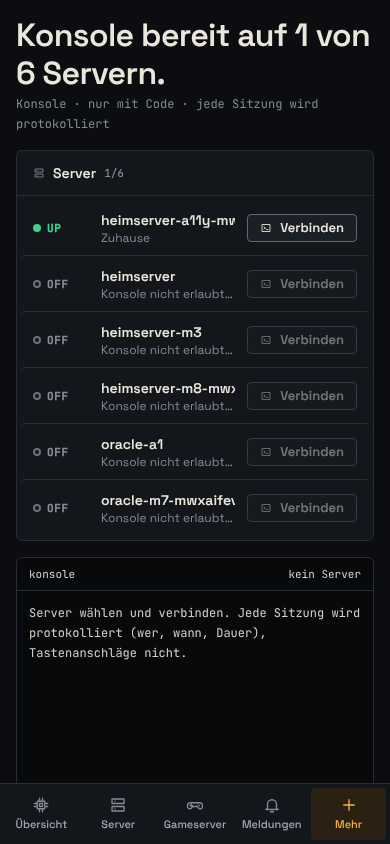 Konsole bereit auf 1 von
6 Servern.
Konsole · nur mit Code · jede Sitzung wird
protokolliert
Server 1/6
UP heimserver-a11y-mw Verbinden
Zuhause
OFF heimserver Verbinden
Konsole nicht erlaubt…
OFF heimserver-m3 Verbinden
Konsole nicht erlaubt…
OFF heimserver-m8-mwx Verbinden
Konsole nicht erlaubt…
OFF oracle-a1 Verbinden
Konsole nicht erlaubt…
OFF oracle-m7-mwxaifev Verbinden
Konsole nicht erlaubt…
konsole kein Server
Server wählen und verbinden. Jede Sitzung wird
protokolliert (wer, wann, Dauer),
Tastenanschläge nicht.
Übersicht Server Gameserver Meldungen Mehr